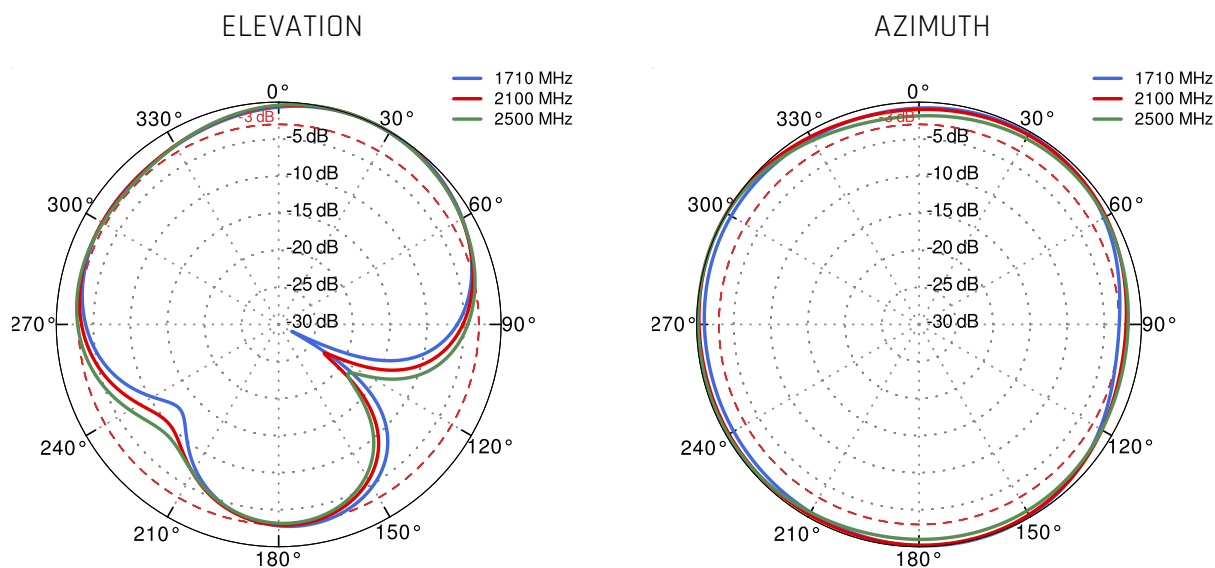 ELEVATION
1710 MHz
2100 MHz
2500 MHz
0°
30°
60°
90°
120°
150°
180°
210°
240°
270°
300°
330°
-3 dB
-5 dB
-10 dB
-15 dB
-20 dB
-25 dB
-30 dB
AZIMUTH
1710 MHz
2100 MHz
2500 MHz
0°
30°
60°
90°
120°
150°
180°
210°
240°
270°
300°
330°
-3 dB
-5 dB
-10 dB
-15 dB
-20 dB
-25 dB
-30 dB